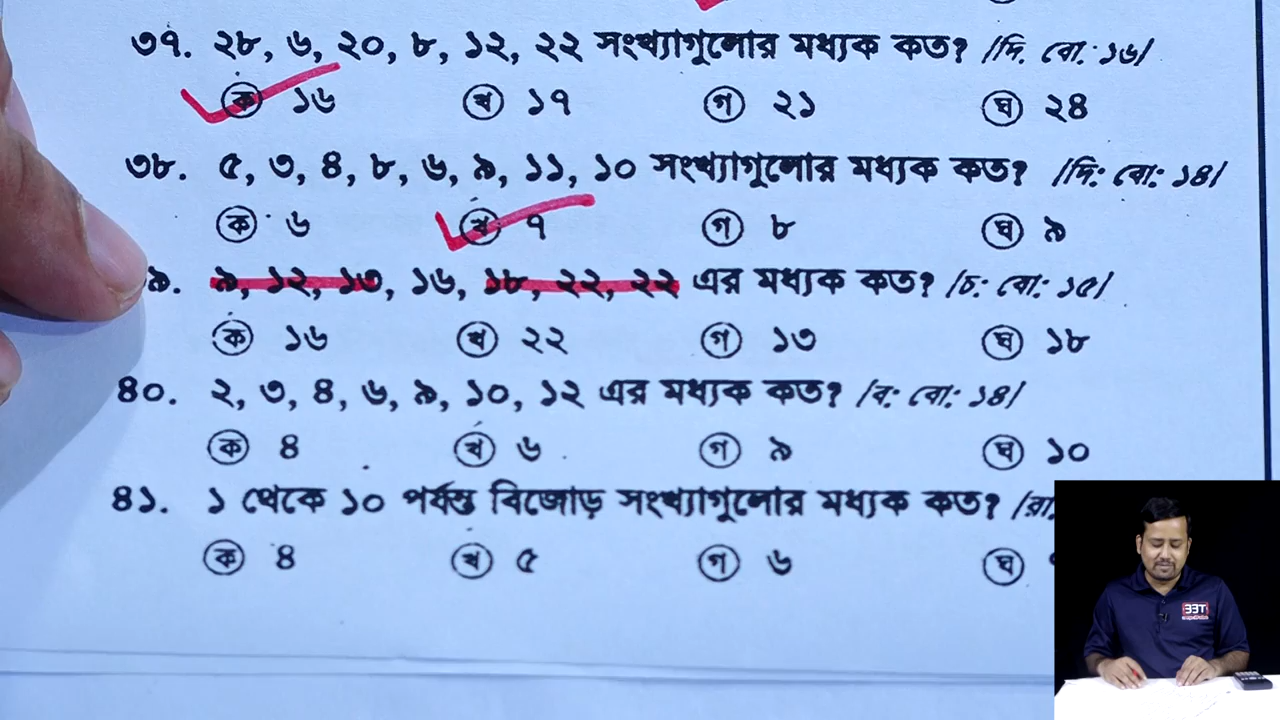 ৩৭. ২৮, ৬, ২০, ৮, ১২, ২২ সংখ্যাগুলোর মধ্যক কত? [দি. বো. ১৬]
ক ১৬ খ ১৭ গ ২১ ঘ ২৪
৩৮. ৫, ৩, ৪, ৮, ৬, ৯, ১১, ১০ সংখ্যাগুলোর মধ্যক কত? [দি: বো: ১৪]
ক ৬ খ ৭ গ ৮ ঘ ৯
৯. ৯, ১২, ১৩, ১৬, ১৮, ২২, ২২ এর মধ্যক কত? [চ: বো: ১৫]
ক ১৬ খ ২২ গ ১৩ ঘ ১৮
৪০. ২, ৩, ৪, ৬, ৯, ১০, ১২ এর মধ্যক কত? [ব: বো: ১৪]
ক ৪ খ ৬ গ ৯ ঘ ১০
৪১. ১ থেকে ১০ পর্যন্ত বিজোড় সংখ্যাগুলোর মধ্যক কত? [রা:
ক ৪ খ ৫ গ ৬ ঘ